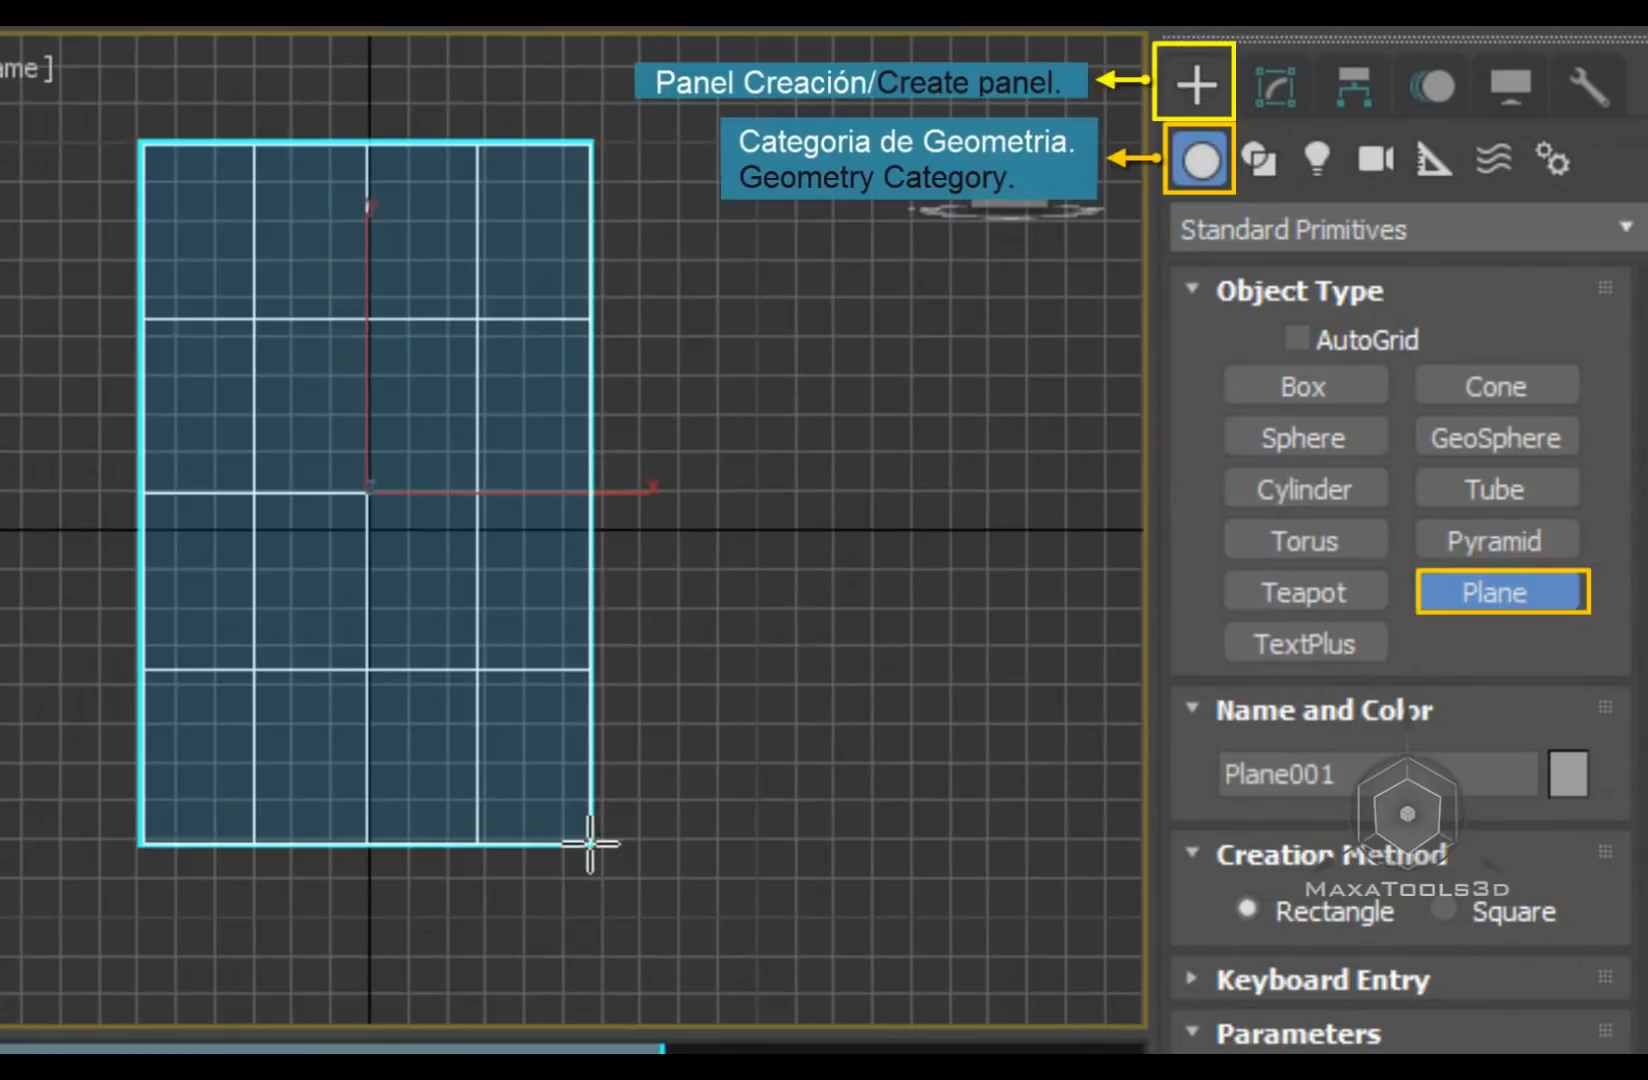 ame ]
Panel Creación/Create panel.
Categoria de Geometria.
Geometry Category.
Standard Primitives
Object Type
AutoGrid
Box
Cone
Sphere
GeoSphere
Cylinder
Tube
Torus
Pyramid
Teapot
Plane
TextPlus
Name and Color
Plane001
Creation Method
MAXATOOLS3D
Rectangle
Square
Keyboard Entry
Parameters
x